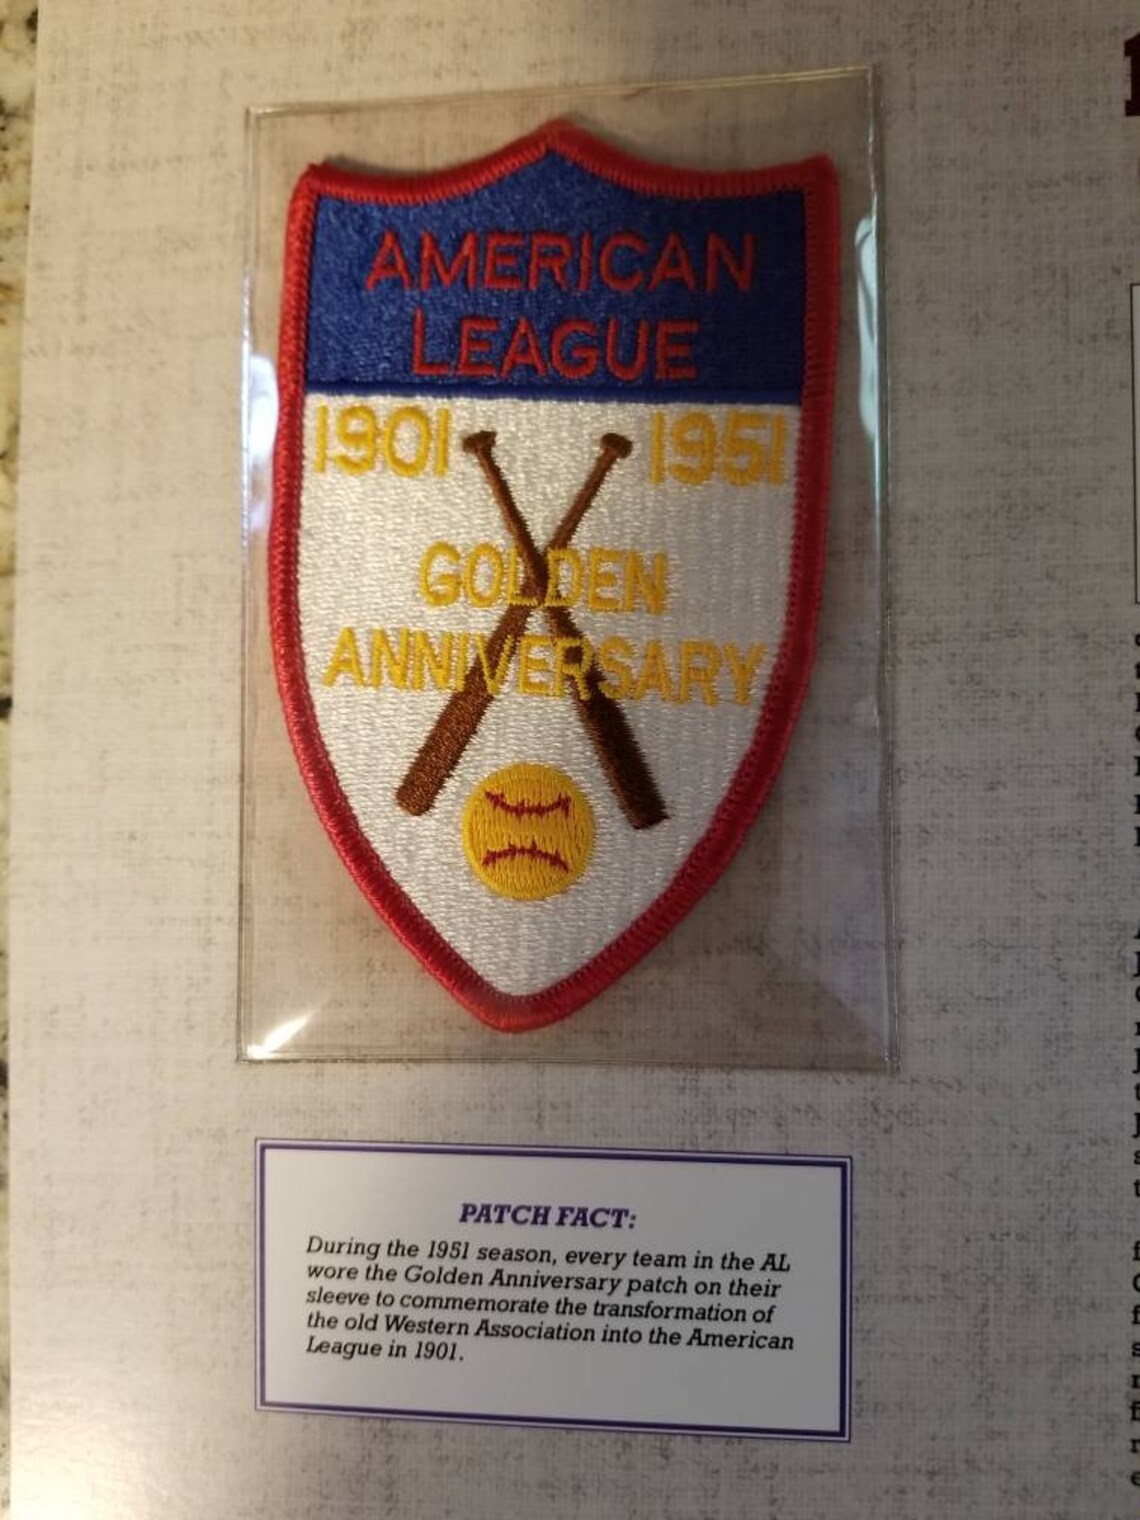 AMERICAN
LEAGUE
1901 1951
GOLDEN
ANNIVERSARY
PATCH FACT:
During the 1951 season, every team in the AL
wore the Golden Anniversary patch on their
sleeve to commemorate the transformation of
the old Western Association into the American
League in 1901.